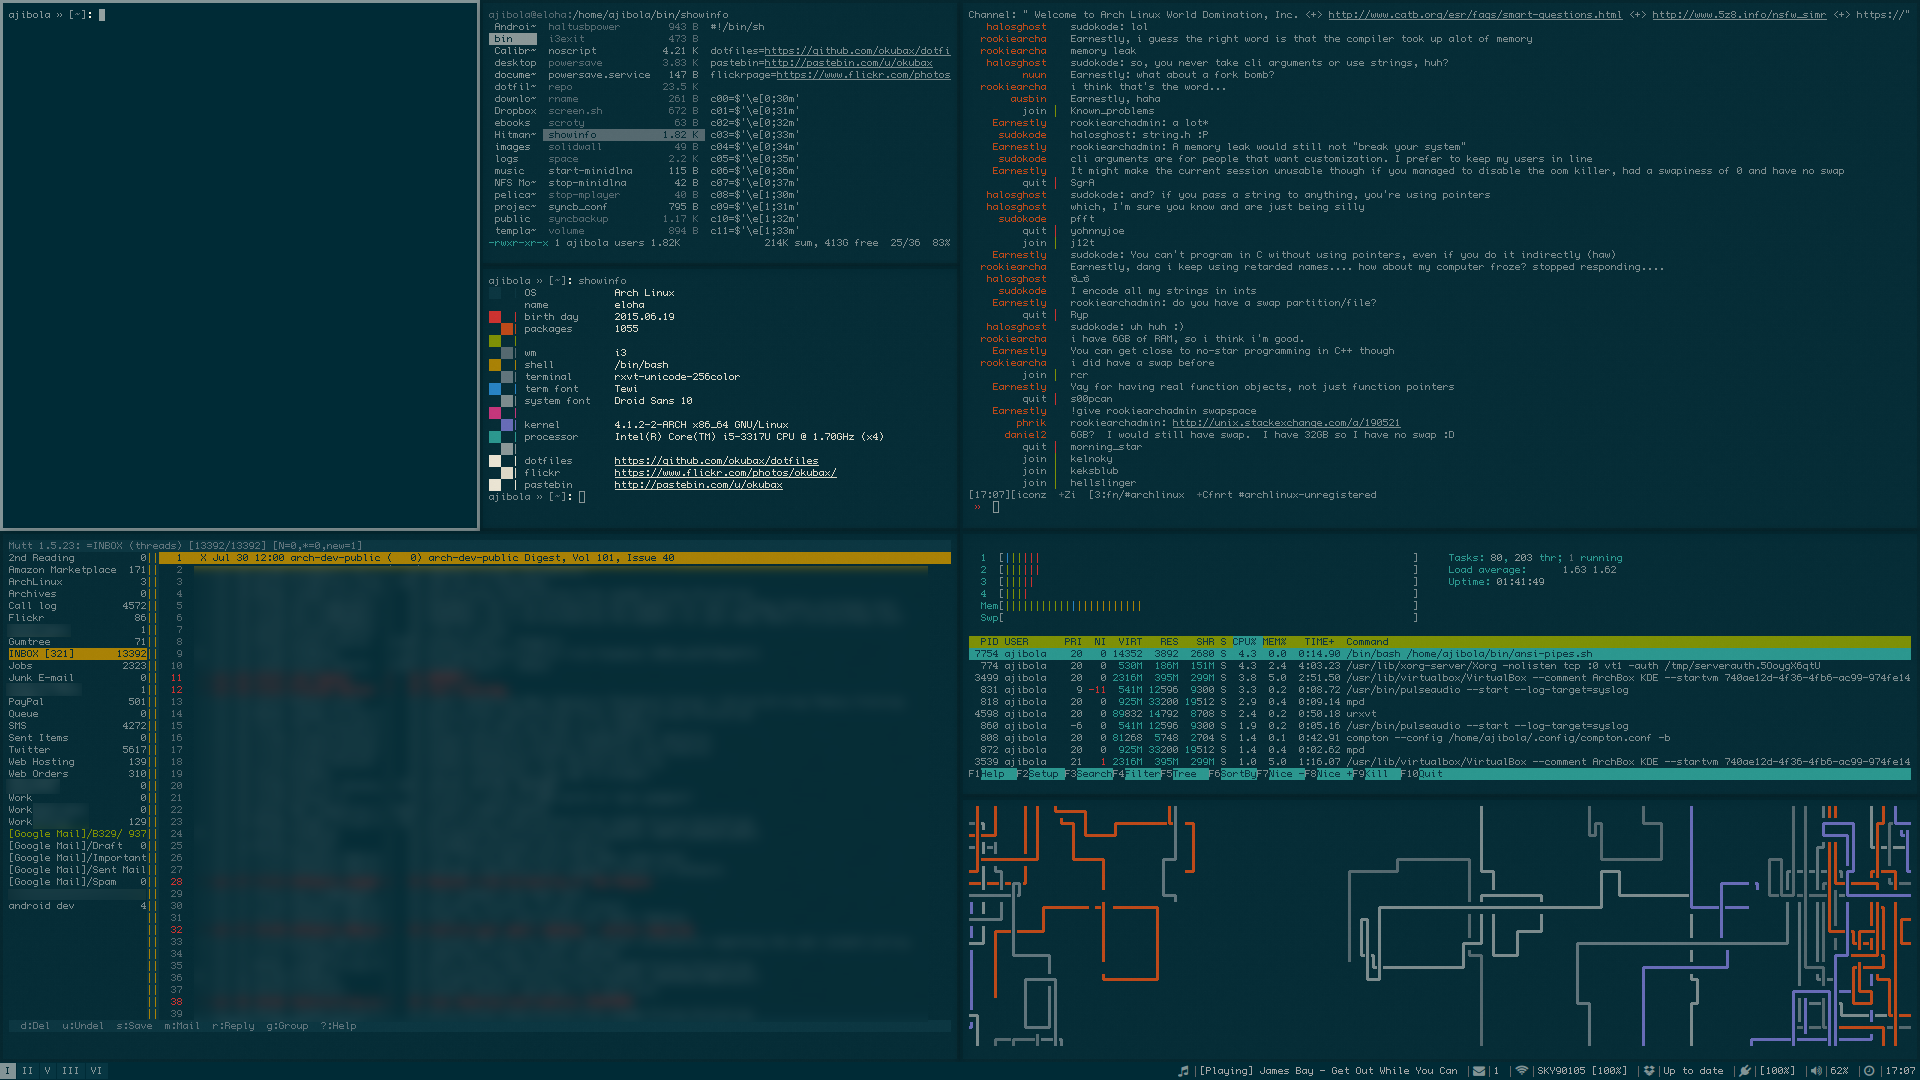 ajibola »» [~]:
ajibola@eloha:/home/ajibola/bin/showinfo
Androi~ haltusbpower 943 B #!/bin/sh
bin i3exit 473 B
Calibr~ noscript 4.21 K dotfiles=https://github.com/okubax/dotfi
desktop powersave 3.83 K pastebin=http://pastebin.com/u/okubax
docume~ powersave.service 147 B flickrpage=https://www.flickr.com/photos
dotfil~ repo 23.5 K
downlo~ rname 261 B c00=$'\e[0;30m'
Dropbox screen.sh 672 B c01=$'\e[0;31m'
ebooks scroty 63 B c02=$'\e[0;32m'
Hitman~ showinfo 1.82 K c03=$'\e[0;33m'
images solidwall 49 B c04=$'\e[0;34m'
logs space 2.2 K c05=$'\e[0;35m'
music start-minidlna 115 B c06=$'\e[0;36m'
NFS Mo~ stop-minidlna 42 B c07=$'\e[0;37m'
pelica~ stop-mplayer 40 B c08=$'\e[1;30m'
projec~ syncb_conf 795 B c09=$'\e[1;31m'
public syncbackup 1.17 K c10=$'\e[1;32m'
templa~ volume 894 B c11=$'\e[1;33m'
-rwxr-xr-x 1 ajibola users 1.82K 214K sum, 413G free 25/36 83%
ajibola »» [~]: showinfo
OS Arch Linux
name eloha
birth day 2015.06.19
packages 1055
wm i3
shell /bin/bash
terminal rxvt-unicode-256color
term font Tewi
system font Droid Sans 10
kernel 4.1.2-2-ARCH x86_64 GNU/Linux
processor Intel(R) Core(TM) i5-3317U CPU @ 1.70GHz (x4)
dotfiles https://github.com/okubax/dotfiles
flickr https://www.flickr.com/photos/okubax/
pastebin http://pastebin.com/u/okubax
ajibola »» [~]:
Channel: " Welcome to Arch Linux World Domination, Inc. <+> http://www.catb.org/esr/faqs/smart-questions.html <+> http://www.5z8.info/nsfw_simr <+> https://"
halosghost sudokode: lol
rookiearcha Earnestly, i guess the right word is that the compiler took up alot of memory
rookiearcha memory leak
halosghost sudokode: so, you never take cli arguments or use strings, huh?
nuun Earnestly: what about a fork bomb?
rookiearcha i think that's the word...
ausbin Earnestly, haha
join | Known_problems
Earnestly rookiearchadmin: a lot*
sudokode halosghost: string.h :P
Earnestly rookiearchadmin: A memory leak would still not "break your system"
sudokode cli arguments are for people that want customization. I prefer to keep my users in line
Earnestly It might make the current session unusable though if you managed to disable the oom killer, had a swapiness of 0 and have no swap
quit | SgrA
halosghost sudokode: and? if you pass a string to anything, you're using pointers
halosghost which, I'm sure you know and are just being silly
sudokode pfft
quit | yohnnyjoe
join | j12t
Earnestly sudokode: You can't program in C without using pointers, even if you do it indirectly (haw)
rookiearcha Earnestly, dang i keep using retarded names.... how about my computer froze? stopped responding....
halosghost
sudokode I encode all my strings in ints
Earnestly rookiearchadmin: do you have a swap partition/file?
quit | Ryp
halosghost sudokode: uh huh :)
rookiearcha i have 6GB of RAM, so i think i'm good.
Earnestly You can get close to no-star programming in C++ though
rookiearcha i did have a swap before
join | rcr
Earnestly Yay for having real function objects, not just function pointers
quit | s00pcan
Earnestly !give rookiearchadmin swapspace
phrik rookiearchadmin: http://unix.stackexchange.com/a/190521
daniel2 6GB? I would still have swap. I have 32GB so I have no swap :D
quit | morning_star
join | kelnoky
join | keksblub
join | hellslinger
[17:07][iconz +Zi [3:fn/#archlinux +Cfnrt #archlinux-unregistered
»
Mutt 1.5.23: =INBOX (threads) [13392/13392] [N=0,*=0,new=1]
2nd Reading 0|| 1 X Jul 30 12:00 arch-dev-public ( 0) arch-dev-public Digest, Vol 101, Issue 40
Amazon Marketplace 171|| 2
ArchLinux 3|| 3
Archives 0|| 4
Call log 4572|| 5
Flickr 86|| 6
1|| 7
Gumtree 71|| 8
INBOX [321] 13392|| 9
Jobs 2323|| 10
Junk E-mail 0|| 11
1|| 12
PayPal 501|| 13
Queue 0|| 14
SMS 4272|| 15
Sent Items 0|| 16
Twitter 5617|| 17
Web Hosting 139|| 18
Web Orders 310|| 19
0|| 20
Work 0|| 21
Work 0|| 22
Work 129|| 23
[Google Mail]/B329/ 937|| 24
[Google Mail]/Draft 0|| 25
[Google Mail]/Important|| 26
[Google Mail]/Sent Mail|| 27
[Google Mail]/Spam 0|| 28
|| 29
android dev 4|| 30
|| 31
|| 32
|| 33
|| 34
|| 35
|| 36
|| 37
|| 38
|| 39
d:Del u:Undel s:Save m:Mail r:Reply g:Group ?:Help
1 [|||||| ] Tasks: 80, 203 thr; 1 running
2 [|||||| ] Load average: 1.63 1.62
3 [||||| ] Uptime: 01:41:49
4 [|||| ]
Mem[||||||||||||||||||||||| ]
Swp[ ]
PID USER PRI NI VIRT RES SHR S CPU% MEM% TIME+ Command
7754 ajibola 20 0 14352 3892 2680 S 4.3 0.0 0:14.90 /bin/bash /home/ajibola/bin/ansi-pipes.sh
774 ajibola 20 0 530M 186M 151M S 4.3 2.4 4:03.23 /usr/lib/xorg-server/Xorg -nolisten tcp :0 vt1 -auth /tmp/serverauth.5OoygX6qtU
3499 ajibola 20 0 2316M 395M 299M S 3.8 5.0 2:51.50 /usr/lib/virtualbox/VirtualBox --comment ArchBox KDE --startvm 740ae12d-4f36-4fb6-ac99-974fe14
831 ajibola 9 -11 541M 12596 9300 S 3.3 0.2 0:08.72 /usr/bin/pulseaudio --start --log-target=syslog
818 ajibola 20 0 925M 33200 19512 S 2.9 0.4 0:09.14 mpd
4598 ajibola 20 0 89832 14792 8708 S 2.4 0.2 0:50.18 urxvt
860 ajibola -6 0 541M 12596 9300 S 1.9 0.2 0:05.16 /usr/bin/pulseaudio --start --log-target=syslog
808 ajibola 20 0 81268 5748 2704 S 1.4 0.1 0:42.91 compton --config /home/ajibola/.config/compton.conf -b
872 ajibola 20 0 925M 33200 19512 S 1.4 0.4 0:02.62 mpd
3539 ajibola 21 1 2316M 395M 299M S 1.0 5.0 1:16.07 /usr/lib/virtualbox/VirtualBox --comment ArchBox KDE --startvm 740ae12d-4f36-4fb6-ac99-974fe14
F1Help F2Setup F3SearchF4FilterF5Tree F6SortByF7Nice -F8Nice +F9Kill F10Quit
I II V III VI
|[Playing] James Bay - Get Out While You Can | |1 | |SKY90105 [100%] | |Up to date | |[100%] | |62% | |17:07